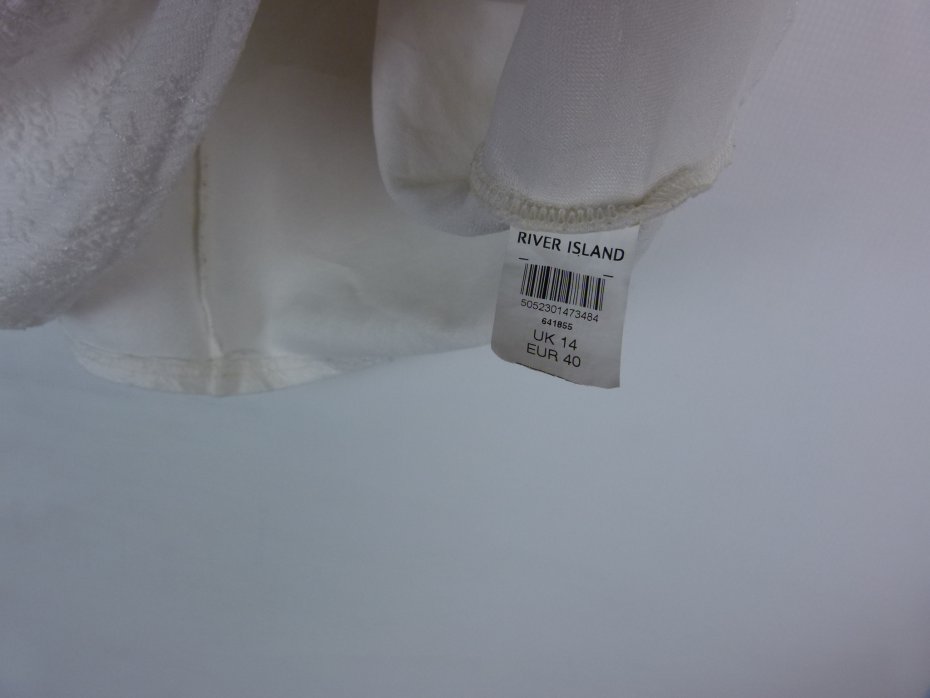 RIVER ISLAND
5052301473484
641855
UK 14
EUR 40